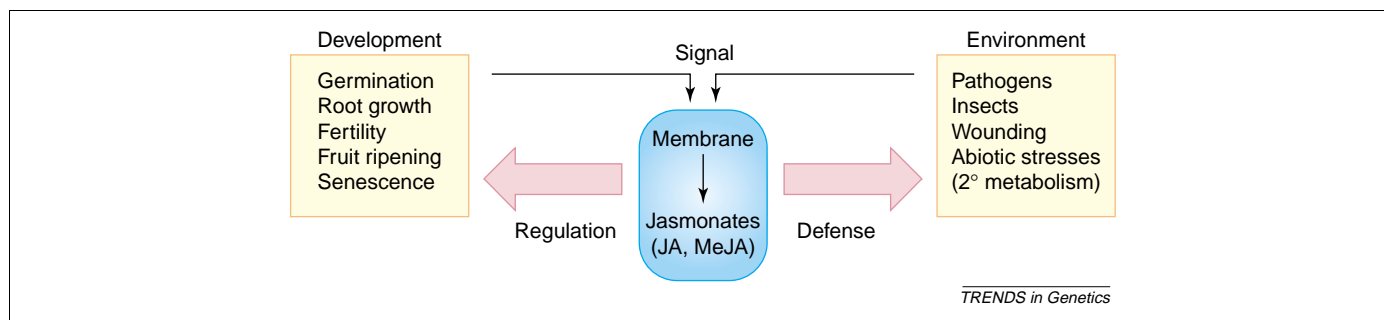 Development
Germination
Root growth
Fertility
Fruit ripening
Senescence
Signal
Membrane
Jasmonates
(JA, MeJA)
Regulation
Defense
Environment
Pathogens
Insects
Wounding
Abiotic stresses
(2° metabolism)
TRENDS in Genetics